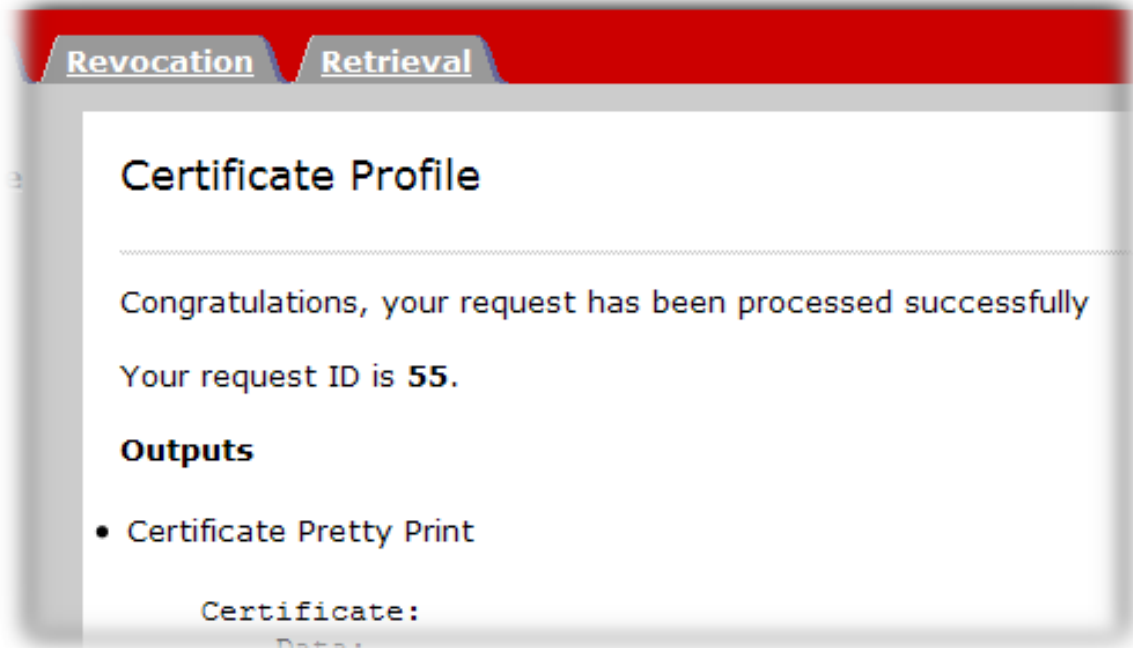 Revocation Retrieval
Certificate Profile
Congratulations, your request has been processed successfully
Your request ID is 55.
Outputs
• Certificate Pretty Print
Certificate:
Data: